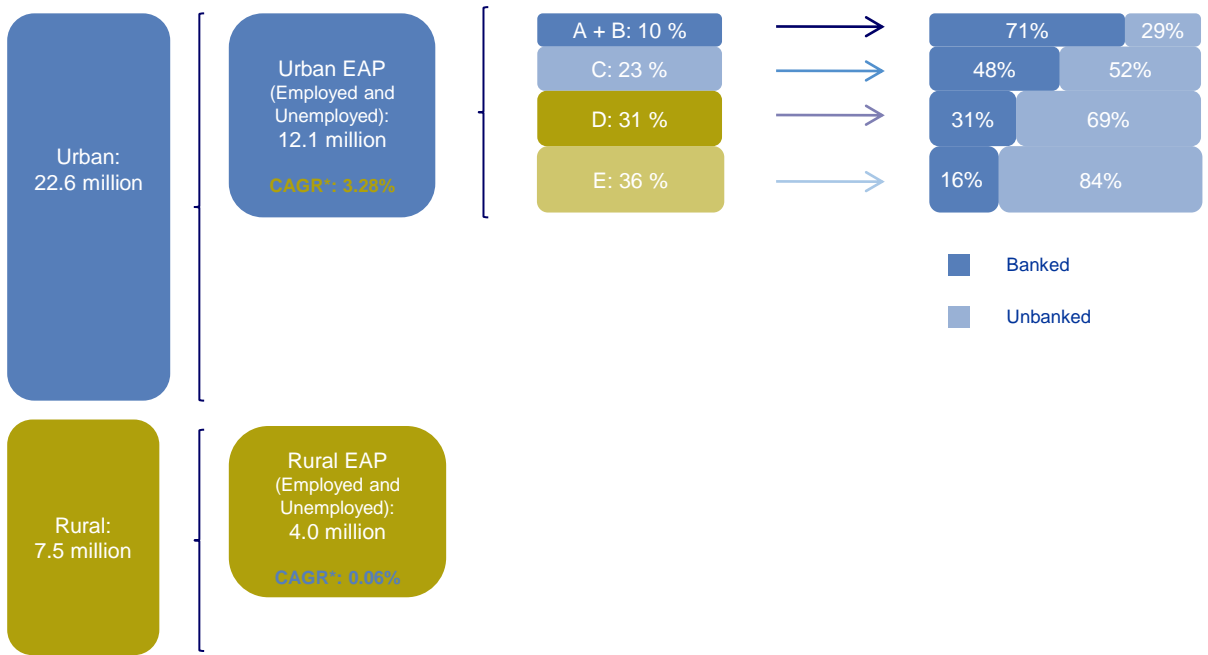 Urban:
22.6 million
Urban EAP
(Employed and
Unemployed):
12.1 million
CAGR*: 3.28%
A + B: 10 %
C: 23 %
D: 31 %
E: 36 %
71%
29%
48%
52%
31%
69%
16%
84%
Banked
Unbanked
Rural:
7.5 million
Rural EAP
(Employed and
Unemployed):
4.0 million
CAGR*: 0.06%